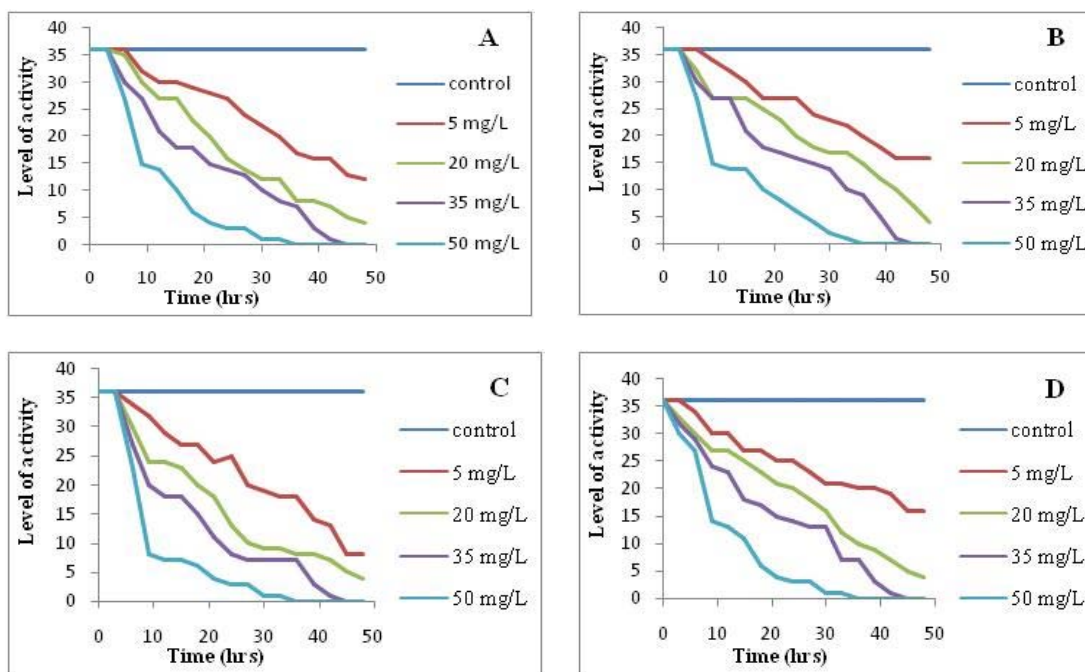 A
Level of activity
40
35
30
25
20
15
10
5
0
0 10 20 30 40 50
Time (hrs)
control
5 mg/L
20 mg/L
35 mg/L
50 mg/L
B
Level of activity
40
35
30
25
20
15
10
5
0
0 10 20 30 40 50
Time (hrs)
control
5 mg/L
20 mg/L
35 mg/L
50 mg/L
C
Level of activity
40
35
30
25
20
15
10
5
0
0 10 20 30 40 50
Time (hrs)
control
5 mg/L
20 mg/L
35 mg/L
50 mg/L
D
Level of activity
40
35
30
25
20
15
10
5
0
0 10 20 30 40 50
Time (hrs)
control
5 mg/L
20 mg/L
35 mg/L
50 mg/L